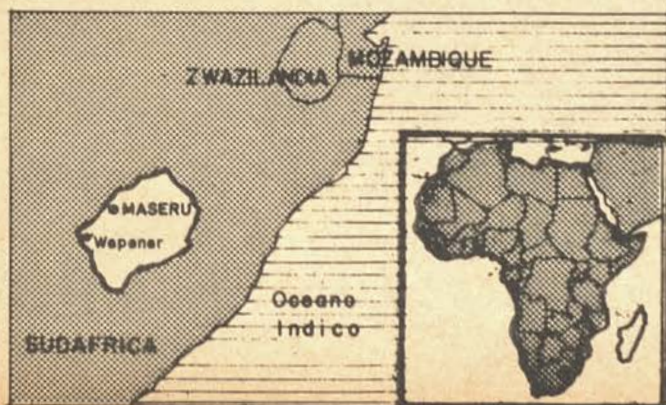 ZWAZILANDIA
MOZAMBIQUE
MASERU
Wepener
Oceano
Indico
SUDAFRICA